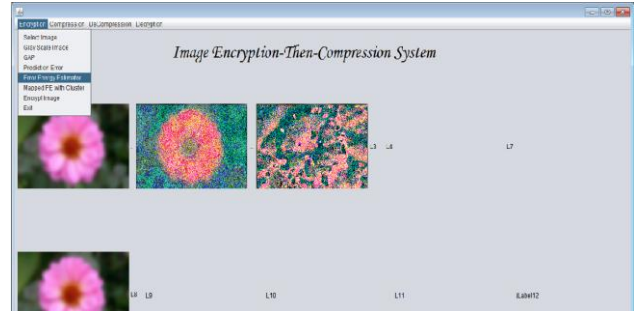 Encryption Compression DeCompression Decryption
Select Image
Gray Scale Image
GAP
Prediction Error
Error Energy Estimator
Mapped PE with Cluster
Encrypt Image
Exit
Image Encryption-Then-Compression System
L3 L6 L7
L8 L9 L10 L11 jLabel12